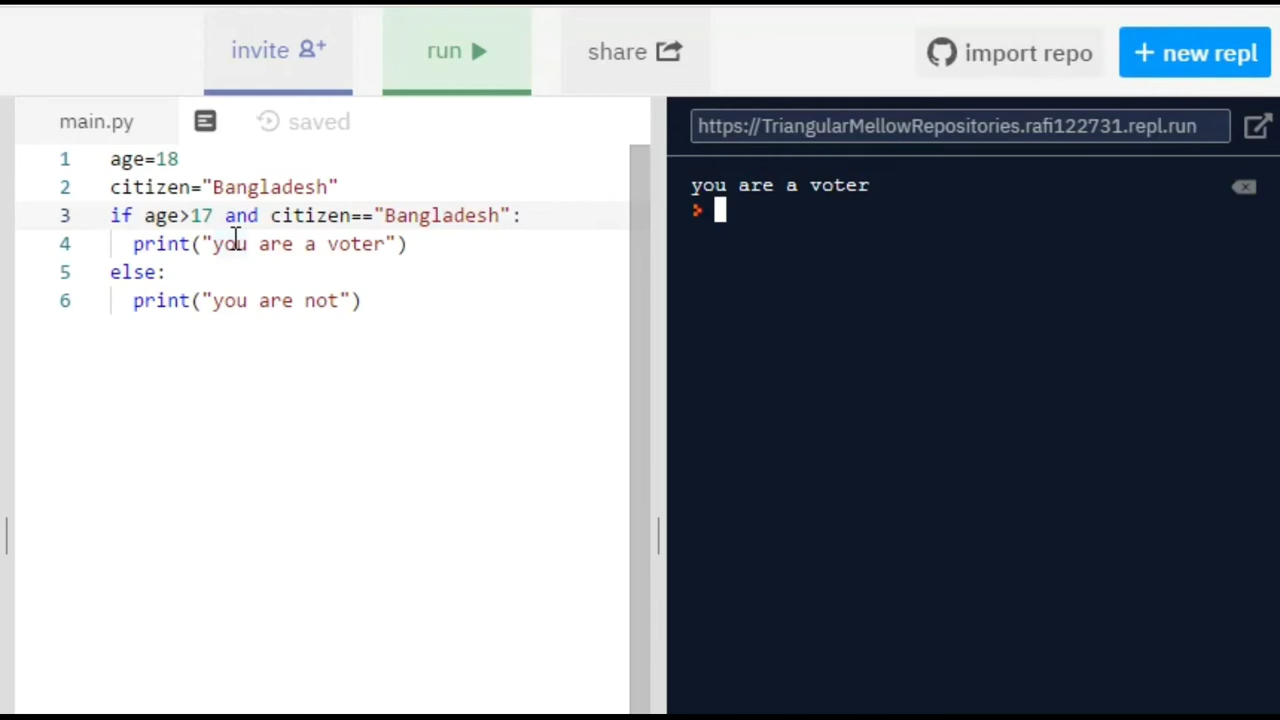 invite run share import repo + new repl
main.py saved
https://TriangularMellowRepositories.rafi122731.repl.run
1 age=18
2 citizen="Bangladesh"
3 if age>17 and citizen=="Bangladesh":
4 print("you are a voter")
5 else:
6 print("you are not")
you are a voter
>